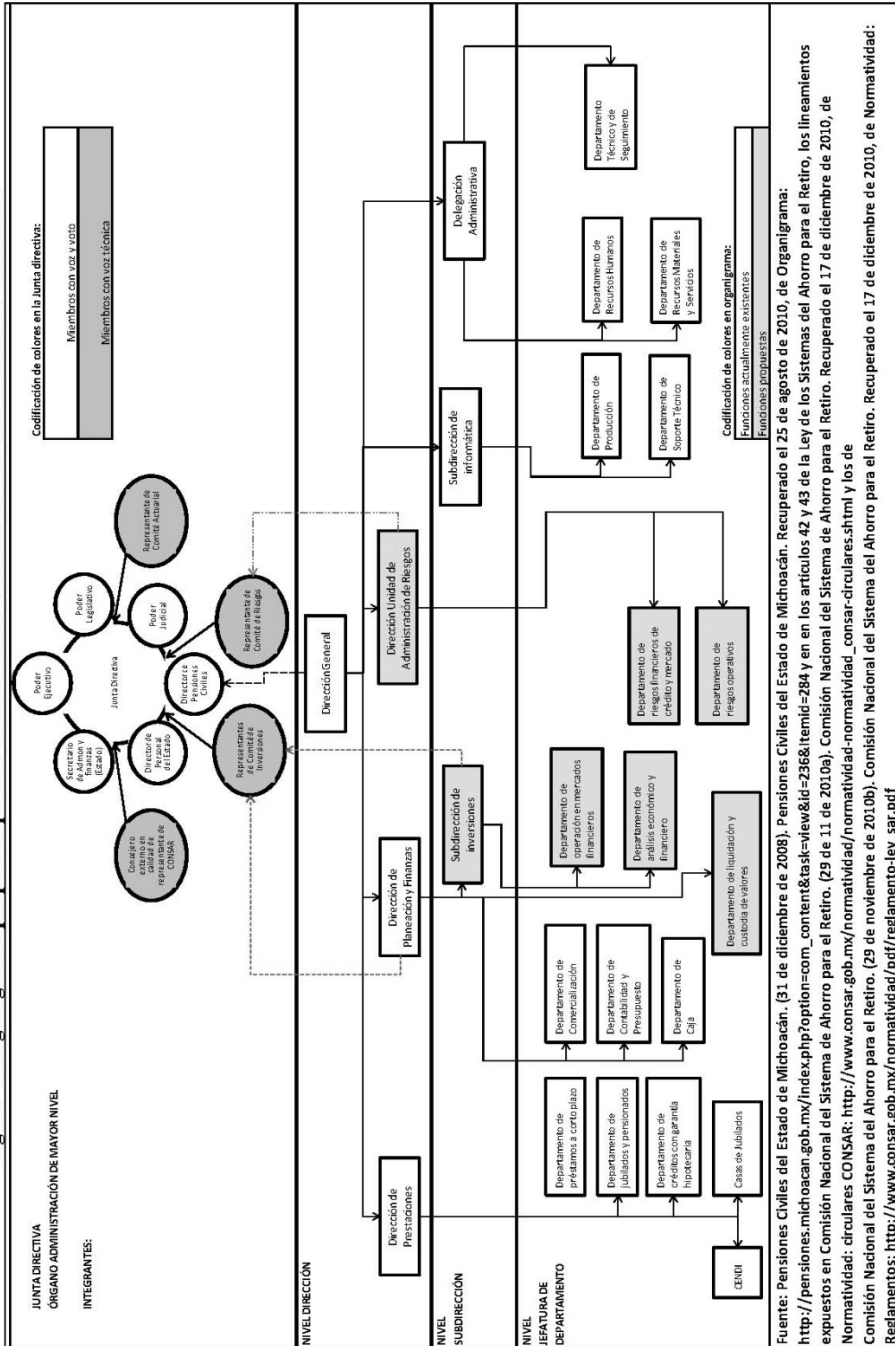 JUNTA DIRECTIVA
ÓRGANO ADMINISTRACIÓN DE MAYOR NIVEL
INTEGRANTES:
Poder
Ejecutivo
Secretario
de Admon y
finanzas
(Estado)
Poder
Legislativo
Junta Directiva
Director de
Personal
del Estado
Poder
Judicial
Director de
Pensiones
Civiles
Consejero
externo en
calidad de
representante de
CONSAR
Representantes
de Comité de
Inversiones
Representante de
Comité de Riesgos
Representante de
Comité Actuarial
Codificación de colores en la Junta directiva:
Miembros con voz y voto
Miembros con voz técnica
NIVEL DIRECCIÓN
Dirección General
Dirección de
Prestaciones
Dirección de
Planeación y Finanzas
Dirección Unidad de
Administración de Riesgos
NIVEL
SUBDIRECCIÓN
Subdirección de
inversiones
Subdirección de
informática
Delegación
Administrativa
NIVEL
JEFATURA DE
DEPARTAMENTO
Departamento de
préstamos a corto plazo
Departamento de
jubilados y pensionados
Departamento de
créditos con garantía
hipotecaria
CENDI
Casas de Jubilados
Departamento de
Comercialización
Departamento de
Contabilidad y
Presupuesto
Departamento de
Caja
Departamento de
operación en mercados
financieros
Departamento de
análisis económico y
financiero
Departamento de liquidación y
custodia de valores
Departamento de
riesgos financieros de
crédito y mercado
Departamento de
riesgos operativos
Departamento de
Producción
Departamento de
Soporte Técnico
Departamento de
Recursos Humanos
Departamento de
Recursos Materiales
y Servicios
Departamento
Técnico y de
Seguimiento
Codificación de colores en organigrama:
Funciones actualmente existentes
Funciones propuestas
Fuente: Pensiones Civiles del Estado de Michoacán. (31 de diciembre de 2008). Pensiones Civiles del Estado de Michoacán. Recuperado el 25 de agosto de 2010, de Organigrama:
http://pensiones.michoacan.gob.mx/index.php?option=com_content&task=view&id=236&Itemid=284 y en los artículos 42 y 43 de la Ley de los Sistemas del Ahorro para el Retiro, los lineamientos
expuestos en Comisión Nacional del Sistema de Ahorro para el Retiro. (29 de 11 de 2010a). Comisión Nacional del Sistema de Ahorro para el Retiro. Recuperado el 17 de diciembre de 2010, de
Normatividad: circulares CONSAR: http://www.consar.gob.mx/normatividad/normatividad-normatividad_consar-circulares.shtml y los de
Comisión Nacional del Sistema del Ahorro para el Retiro. (29 de noviembre de 2010b). Comisión Nacional del Sistema del Ahorro para el Retiro. Recuperado el 17 de diciembre de 2010, de Normatividad:
Reglamentos: http://www.consar.gob.mx/normatividad/pdf/reglamento-ley_sar.pdf